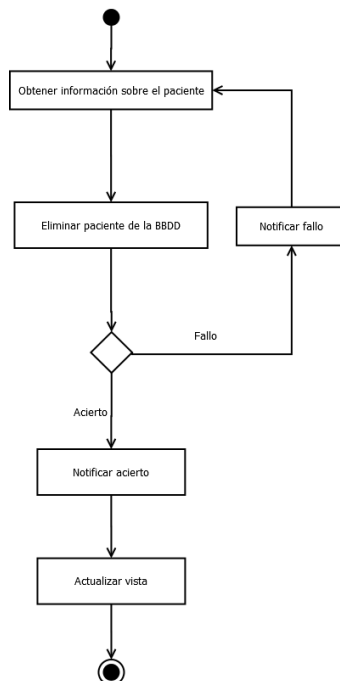 Obtener información sobre el paciente
Eliminar paciente de la BBDD
Notificar fallo
Fallo
Acierto
Notificar acierto
Actualizar vista